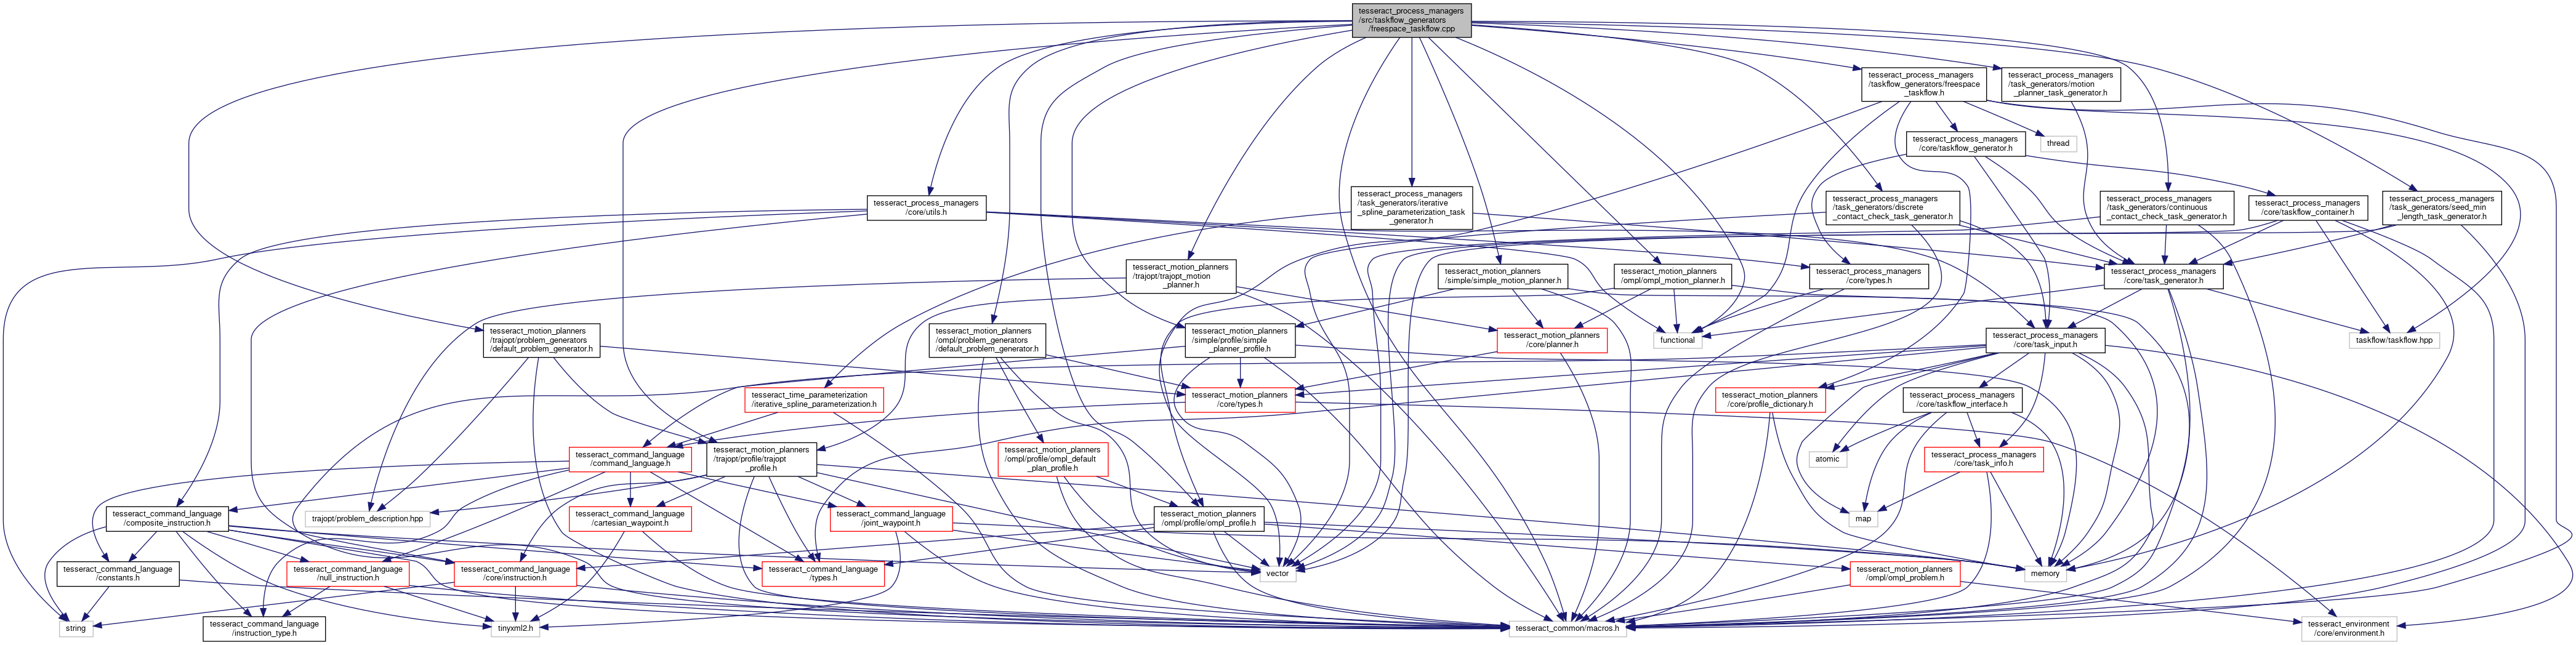 tesseract_process_managers
/src/taskflow_generators
/freespace_taskflow.cpp
tesseract_process_managers
/taskflow_generators/freespace
_taskflow.h
tesseract_process_managers
/task_generators/motion
_planner_task_generator.h
tesseract_process_managers
/core/taskflow_generator.h
thread
tesseract_process_managers
/core/utils.h
tesseract_process_managers
/task_generators/iterative
_spline_parameterization_task
_generator.h
tesseract_process_managers
/task_generators/discrete
_contact_check_task_generator.h
tesseract_process_managers
/task_generators/continuous
_contact_check_task_generator.h
tesseract_process_managers
/core/taskflow_container.h
tesseract_process_managers
/task_generators/seed_min
_length_task_generator.h
tesseract_motion_planners
/trajopt/trajopt_motion
_planner.h
tesseract_motion_planners
/simple/simple_motion_planner.h
tesseract_motion_planners
/ompl/ompl_motion_planner.h
tesseract_process_managers
/core/types.h
tesseract_process_managers
/core/task_generator.h
tesseract_motion_planners
/trajopt/problem_generators
/default_problem_generator.h
tesseract_motion_planners
/ompl/problem_generators
/default_problem_generator.h
tesseract_motion_planners
/simple/profile/simple
_planner_profile.h
tesseract_motion_planners
/core/planner.h
functional
tesseract_process_managers
/core/task_input.h
taskflow/taskflow.hpp
tesseract_time_parameterization
/iterative_spline_parameterization.h
tesseract_motion_planners
/core/types.h
tesseract_motion_planners
/core/profile_dictionary.h
tesseract_process_managers
/core/taskflow_interface.h
tesseract_command_language
/command_language.h
tesseract_motion_planners
/trajopt/profile/trajopt
_profile.h
tesseract_motion_planners
/ompl/profile/ompl_default
_plan_profile.h
atomic
tesseract_process_managers
/core/task_info.h
tesseract_command_language
/composite_instruction.h
trajopt/problem_description.hpp
tesseract_command_language
/cartesian_waypoint.h
tesseract_command_language
/joint_waypoint.h
tesseract_motion_planners
/ompl/profile/ompl_profile.h
map
tesseract_command_language
/constants.h
tesseract_command_language
/null_instruction.h
tesseract_command_language
/core/instruction.h
tesseract_command_language
/types.h
vector
tesseract_motion_planners
/ompl/ompl_problem.h
memory
string
tesseract_command_language
/instruction_type.h
tinyxml2.h
tesseract_common/macros.h
tesseract_environment
/core/environment.h